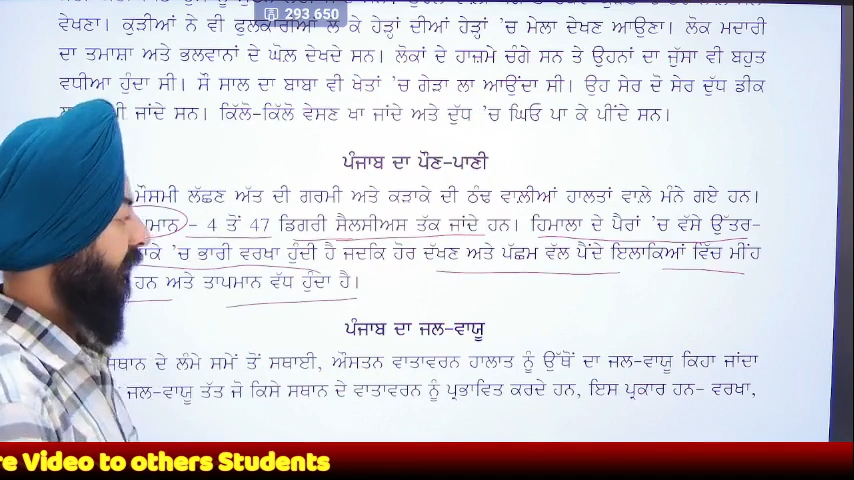 293 650
ਵੇਖਣਾ। ਕੁੜੀਆਂ ਨੇ ਵੀ ਫੁਲਕਾਰੀਆਂ ਲੈ ਕੇ ਹੇੜ੍ਹਾਂ ਦੀਆਂ ਹੇੜ੍ਹਾਂ ’ਚ ਮੇਲਾ ਦੇਖਣ ਆਉਣਾ। ਲੋਕ ਮਦਾਰੀ
ਦਾ ਤਮਾਸ਼ਾ ਅਤੇ ਭਲਵਾਨਾਂ ਦੇ ਘੋਲ ਦੇਖਦੇ ਸਨ। ਲੋਕਾਂ ਦੇ ਹਾਜ਼ਮੇ ਚੰਗੇ ਸਨ ਤੇ ਉਹਨਾਂ ਦਾ ਜੁੱਸਾ ਵੀ ਬਹੁਤ
ਵਧੀਆ ਹੁੰਦਾ ਸੀ। ਸੌ ਸਾਲ ਦਾ ਬਾਬਾ ਵੀ ਖੇਤਾਂ ’ਚ ਗੇੜਾ ਲਾ ਆਉਂਦਾ ਸੀ। ਉਹ ਸੇਰ ਦੋ ਸੇਰ ਦੁੱਧ ਡੀਕ
ਜਾਂਦੇ ਸਨ। ਕਿੱਲੋ-ਕਿੱਲੋ ਵੇਸਣ ਖਾ ਜਾਂਦੇ ਅਤੇ ਦੁੱਧ ’ਚ ਘਿਓ ਪਾ ਕੇ ਪੀਂਦੇ ਸਨ।
ਪੰਜਾਬ ਦਾ ਪੌਣ-ਪਾਣੀ
ਮੌਸਮੀ ਲੱਛਣ ਅੱਤ ਦੀ ਗਰਮੀ ਅਤੇ ਕੜਾਕੇ ਦੀ ਠੰਢ ਵਾਲੀਆਂ ਹਾਲਤਾਂ ਵਾਲੇ ਮੰਨੇ ਗਏ ਹਨ।
– 4 ਤੋਂ 47 ਡਿਗਰੀ ਸੈਲਸੀਅਸ ਤੱਕ ਜਾਂਦੇ ਹਨ। ਹਿਮਾਲਾ ਦੇ ਪੈਰਾਂ ’ਚ ਵੱਸੇ ਉੱਤਰ-
’ਚ ਭਾਰੀ ਵਰਖਾ ਹੁੰਦੀ ਹੈ ਜਦਕਿ ਹੋਰ ਦੱਖਣ ਅਤੇ ਪੱਛਮ ਵੱਲ ਪੈਂਦੇ ਇਲਾਕਿਆਂ ਵਿੱਚ ਮੀਂਹ
ਹਨ ਅਤੇ ਤਾਪਮਾਨ ਵੱਧ ਹੁੰਦਾ ਹੈ।
ਪੰਜਾਬ ਦਾ ਜਲ-ਵਾਯੂ
ਦੇ ਲੰਮੇ ਸਮੇਂ ਤੋਂ ਸਥਾਈ, ਔਸਤਨ ਵਾਤਾਵਰਨ ਹਾਲਾਤ ਨੂੰ ਉੱਥੋਂ ਦਾ ਜਲ-ਵਾਯੂ ਕਿਹਾ ਜਾਂਦਾ
ਜਲ-ਵਾਯੂ ਤੱਤ ਜੋ ਕਿਸੇ ਸਥਾਨ ਦੇ ਵਾਤਾਵਰਨ ਨੂੰ ਪ੍ਰਭਾਵਿਤ ਕਰਦੇ ਹਨ, ਇਸ ਪ੍ਰਕਾਰ ਹਨ– ਵਰਖਾ,
re Video to others Students